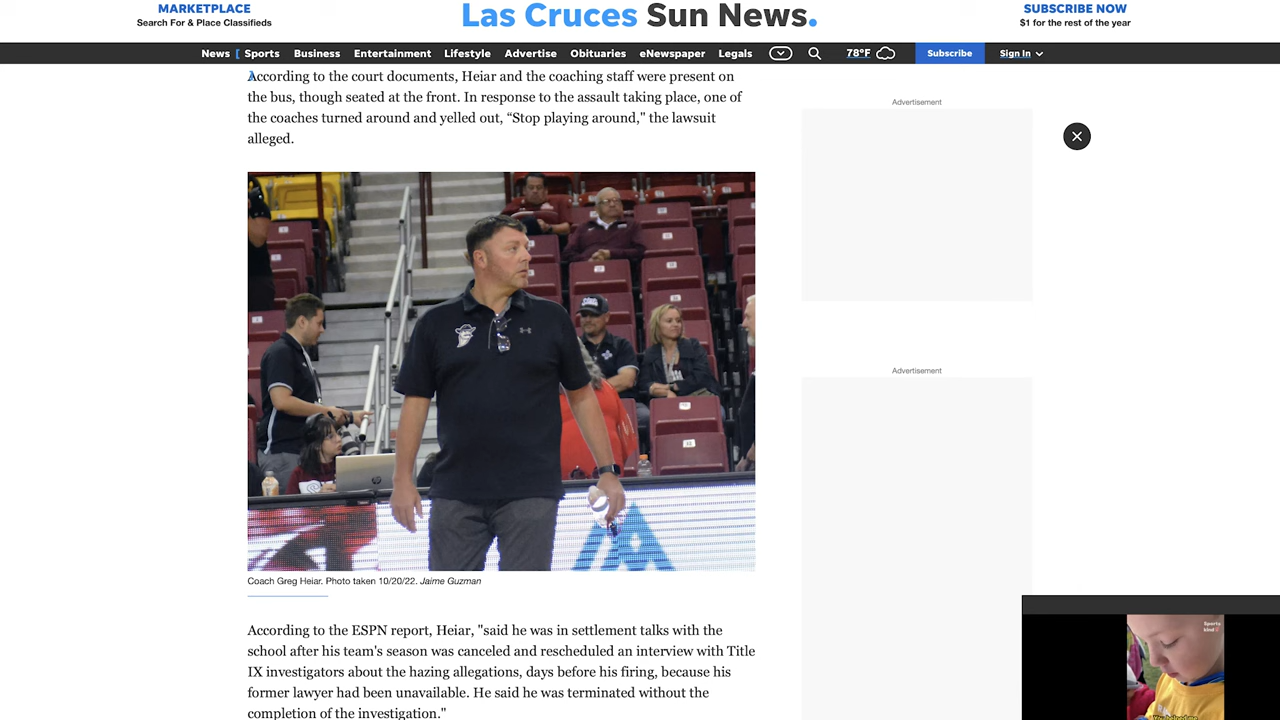 MARKETPLACE
Search For & Place Classifieds
Las Cruces Sun News.
SUBSCRIBE NOW
$1 for the rest of the year
News Sports Business Entertainment Lifestyle Advertise Obituaries eNewspaper Legals 78°F Subscribe Sign In
According to the court documents, Heiar and the coaching staff were present on
the bus, though seated at the front. In response to the assault taking place, one of
the coaches turned around and yelled out, “Stop playing around," the lawsuit
alleged.
Advertisement
Coach Greg Heiar. Photo taken 10/20/22. Jaime Guzman
Advertisement
According to the ESPN report, Heiar, "said he was in settlement talks with the
school after his team's season was canceled and rescheduled an interview with Title
IX investigators about the hazing allegations, days before his firing, because his
former lawyer had been unavailable. He said he was terminated without the
completion of the investigation."
Sports
kind